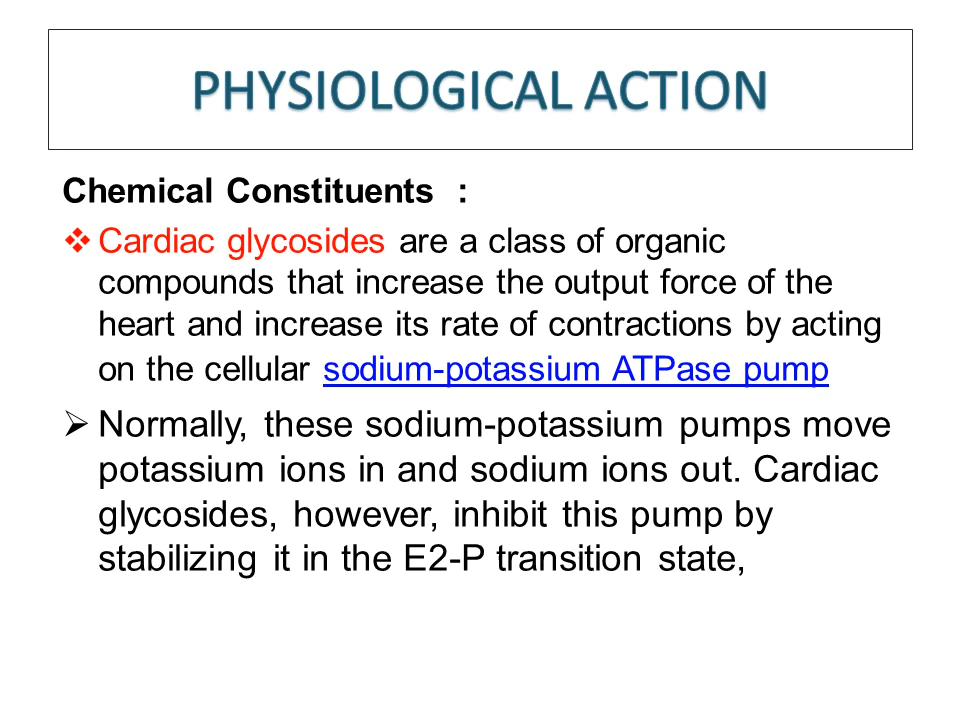 PHYSIOLOGICAL ACTION
Chemical Constituents :
❖ Cardiac glycosides are a class of organic
compounds that increase the output force of the
heart and increase its rate of contractions by acting
on the cellular sodium-potassium ATPase pump
➢ Normally, these sodium-potassium pumps move
potassium ions in and sodium ions out. Cardiac
glycosides, however, inhibit this pump by
stabilizing it in the E2-P transition state,